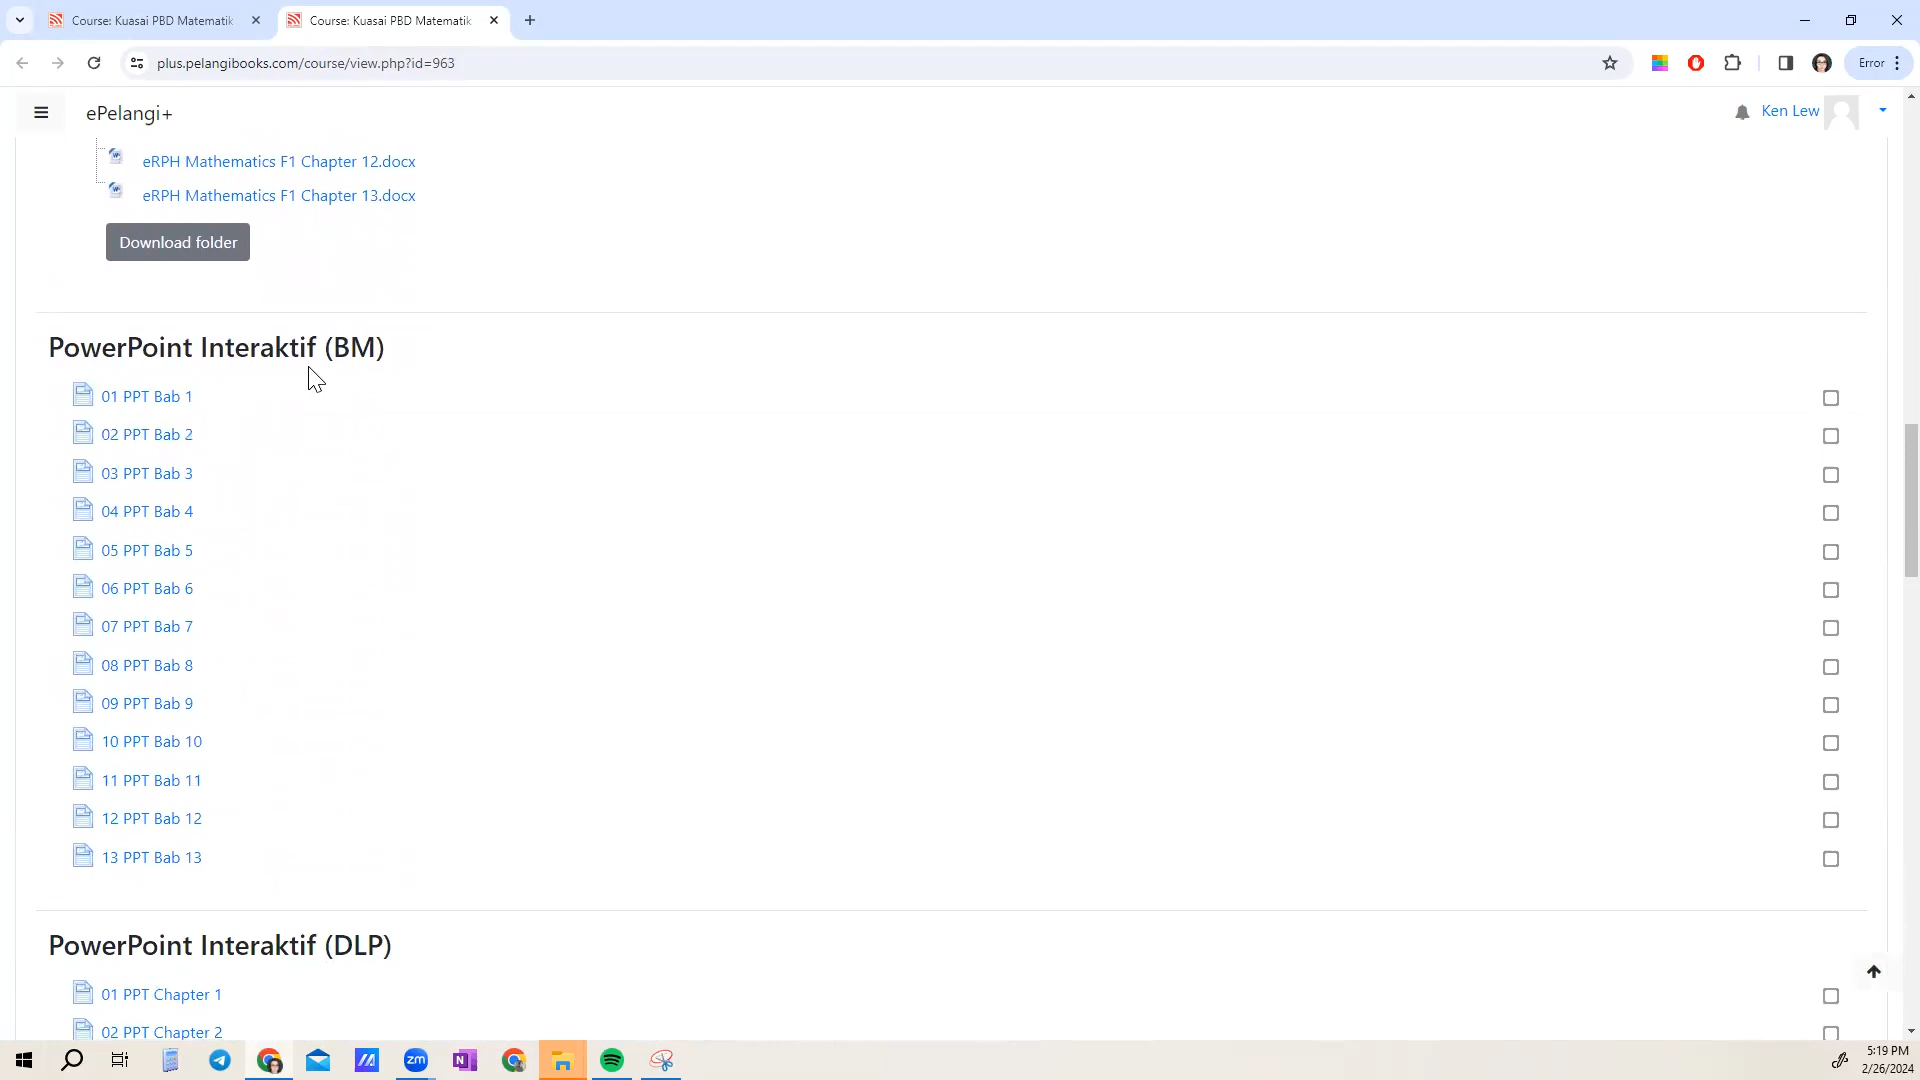 Course: Kuasai PBD Matematik
Course: Kuasai PBD Matematik
plus.pelangibooks.com/course/view.php?id=963
Error
ePelangi+
Ken Lew
eRPH Mathematics F1 Chapter 12.docx
eRPH Mathematics F1 Chapter 13.docx
Download folder
PowerPoint Interaktif (BM)
01 PPT Bab 1
02 PPT Bab 2
03 PPT Bab 3
04 PPT Bab 4
05 PPT Bab 5
06 PPT Bab 6
07 PPT Bab 7
08 PPT Bab 8
09 PPT Bab 9
10 PPT Bab 10
11 PPT Bab 11
12 PPT Bab 12
13 PPT Bab 13
PowerPoint Interaktif (DLP)
01 PPT Chapter 1
02 PPT Chapter 2
zm
N
5:19 PM
2/26/2024